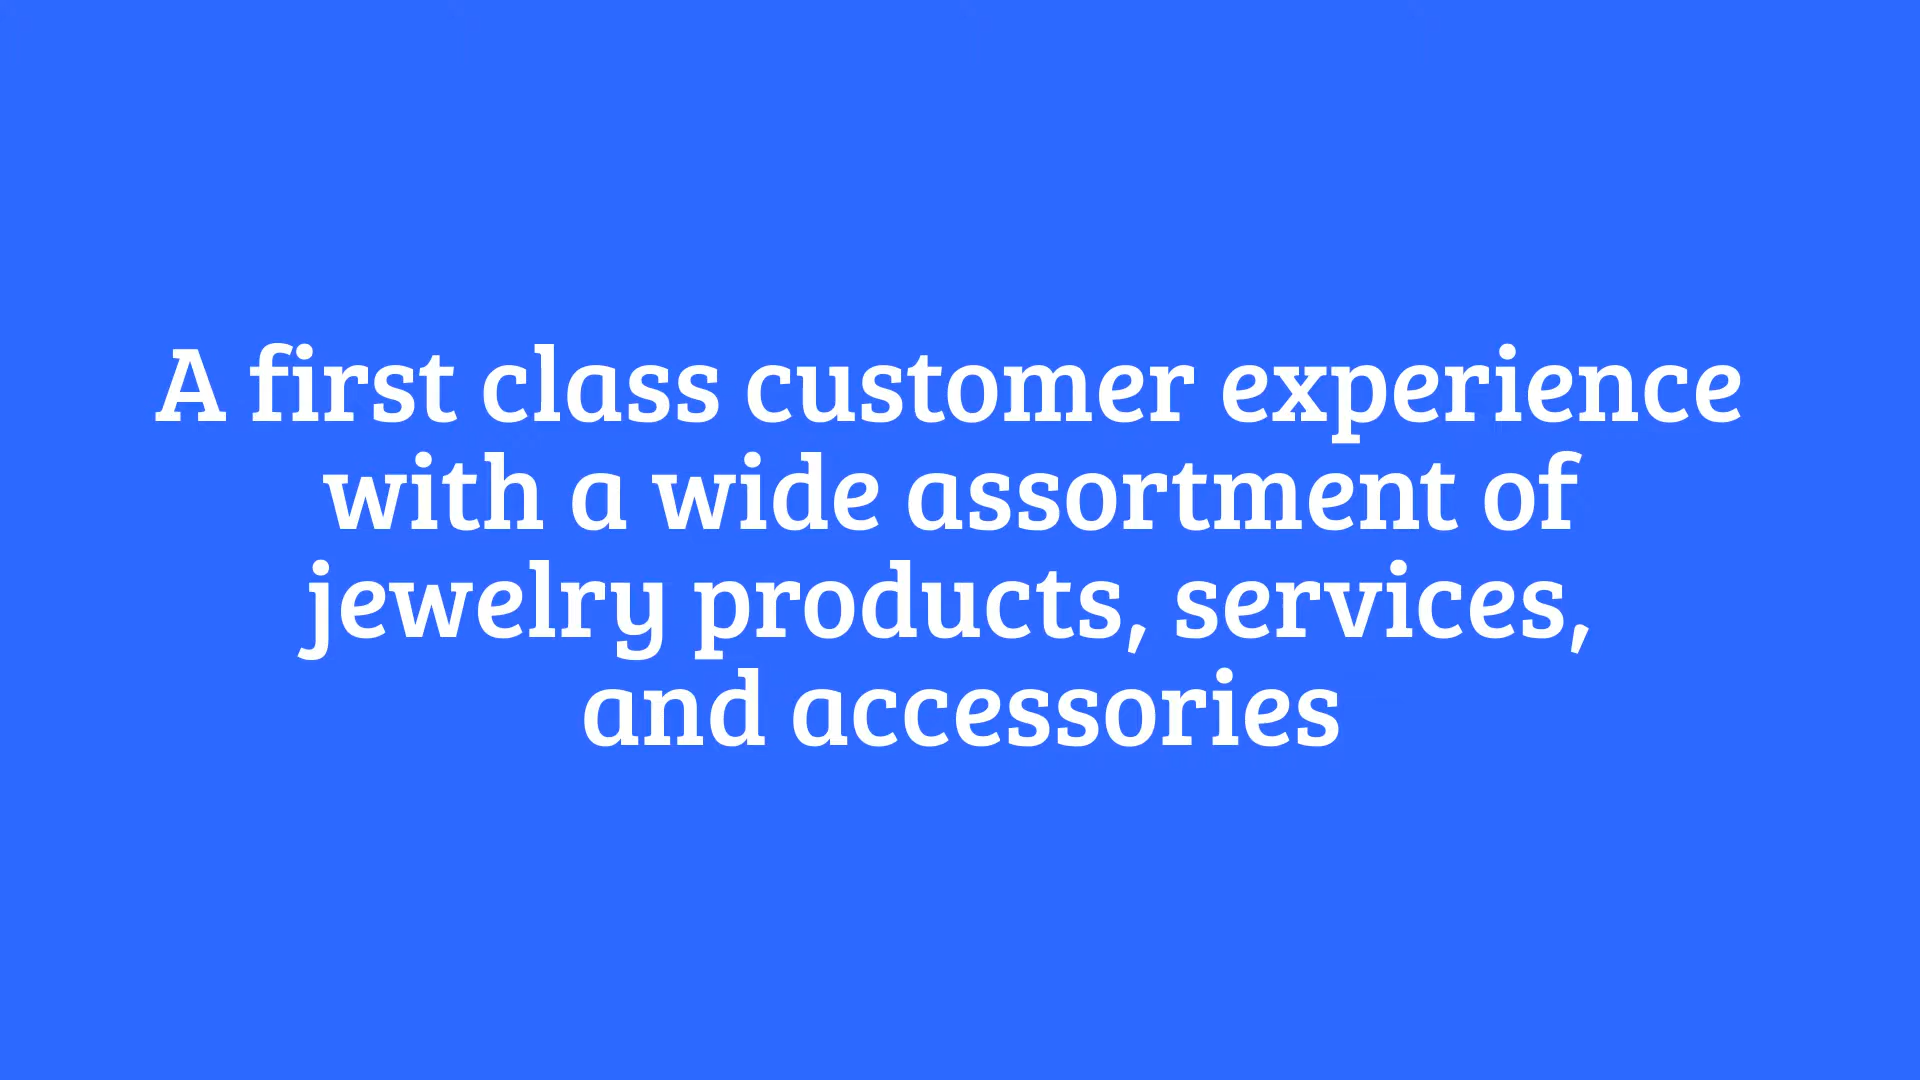 A first class customer experience
with a wide assortment of
jewelry products, services,
and accessories